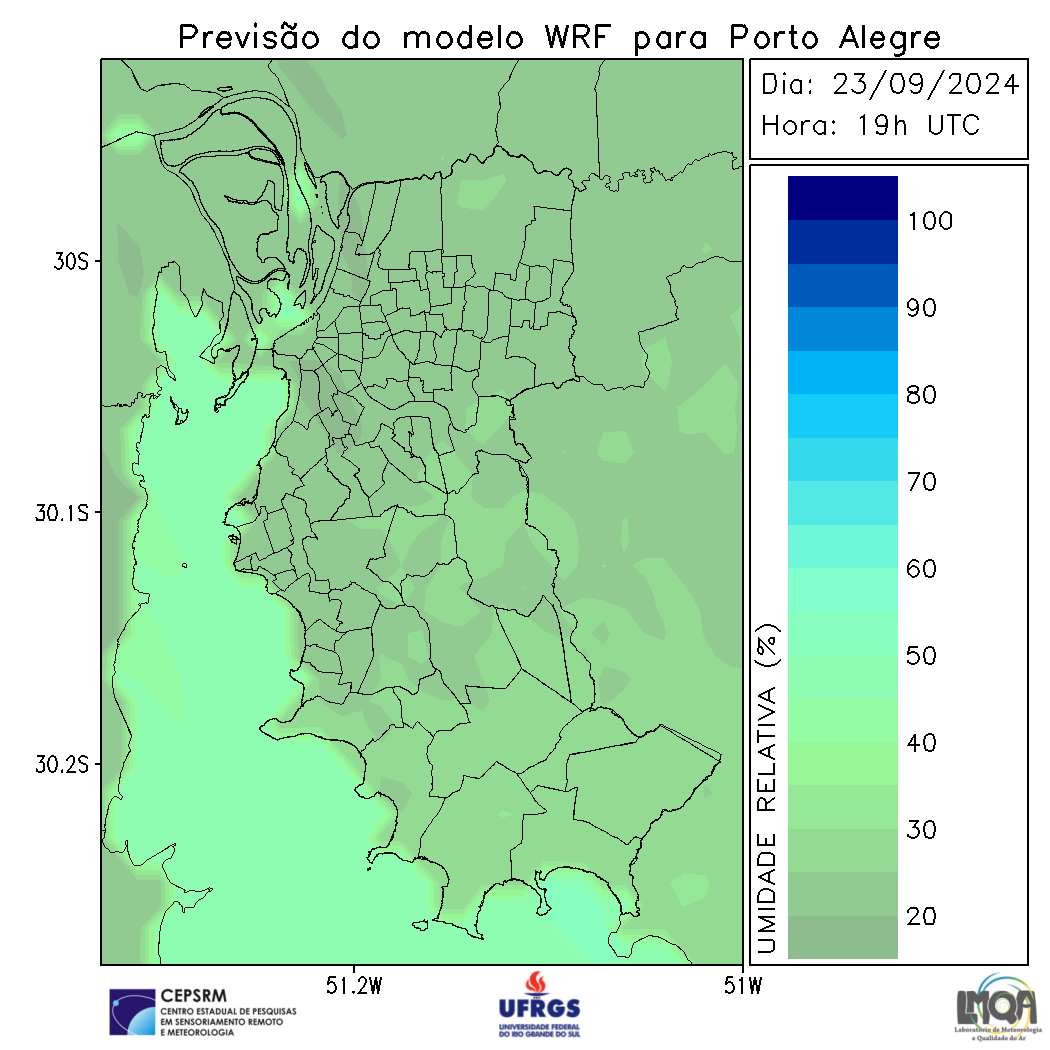 Previsão do modelo WRF para Porto Alegre
Dia: 23/09/2024
Hora: 19h UTC
30S
30.1S
30.2S
51.2W
51W
UMIDADE RELATIVA (%)
100
90
80
70
60
50
40
30
20
CEPSRM
CENTRO ESTADUAL DE PESQUISAS
EM SENSORIAMENTO REMOTO
E METEOROLOGIA
UFRGS
UNIVERSIDADE FEDERAL
DO RIO GRANDE DO SUL
LMQA
Laboratório de Meteorologia
e Qualidade do Ar